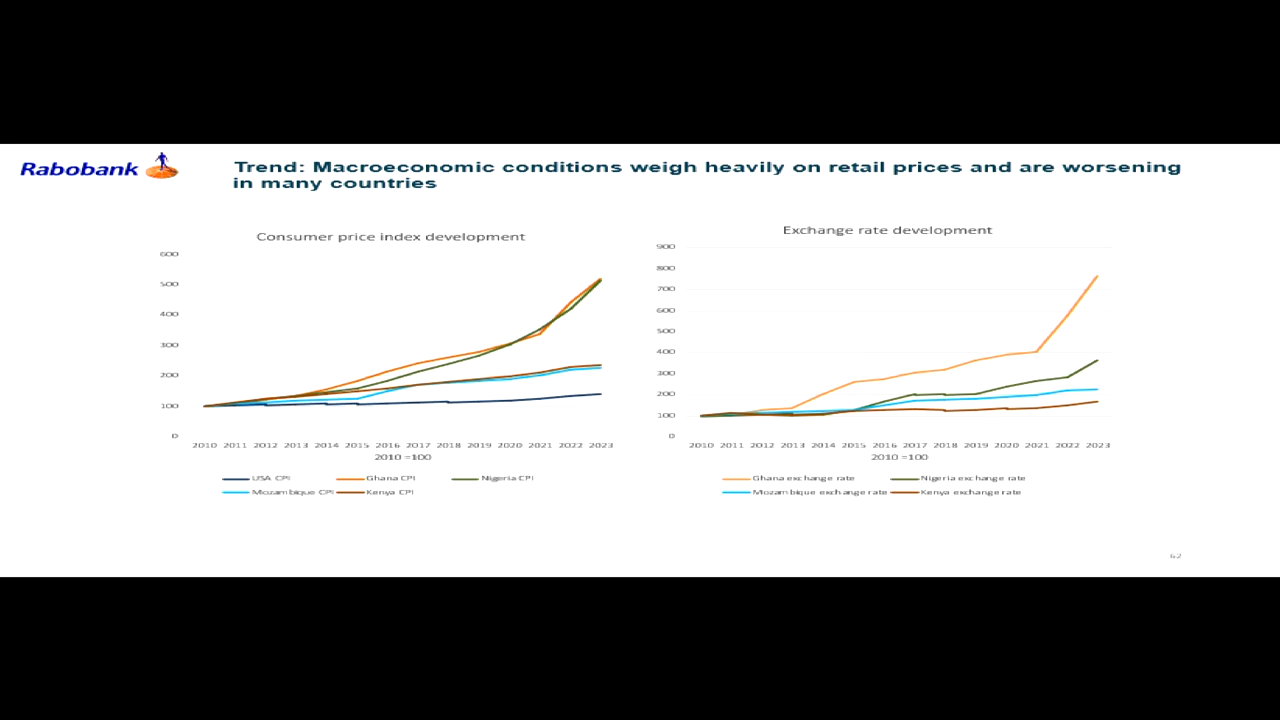 Rabobank
Trend: Macroeconomic conditions weigh heavily on retail prices and are worsening
in many countries
Consumer price index development
600
500
400
300
200
100
0
2010 2011 2012 2013 2014 2015 2016 2017 2018 2019 2020 2021 2022 2023
2010 =100
USA CPI Ghana CPI Nigeria CPI
Mozambique CPI Kenya CPI
Exchange rate development
900
800
700
600
500
400
300
200
100
0
2010 2011 2012 2013 2014 2015 2016 2017 2018 2019 2020 2021 2022 2023
2010 =100
Ghana exchange rate Nigeria exchange rate
Mozambique exchange rate Kenya exchange rate
62